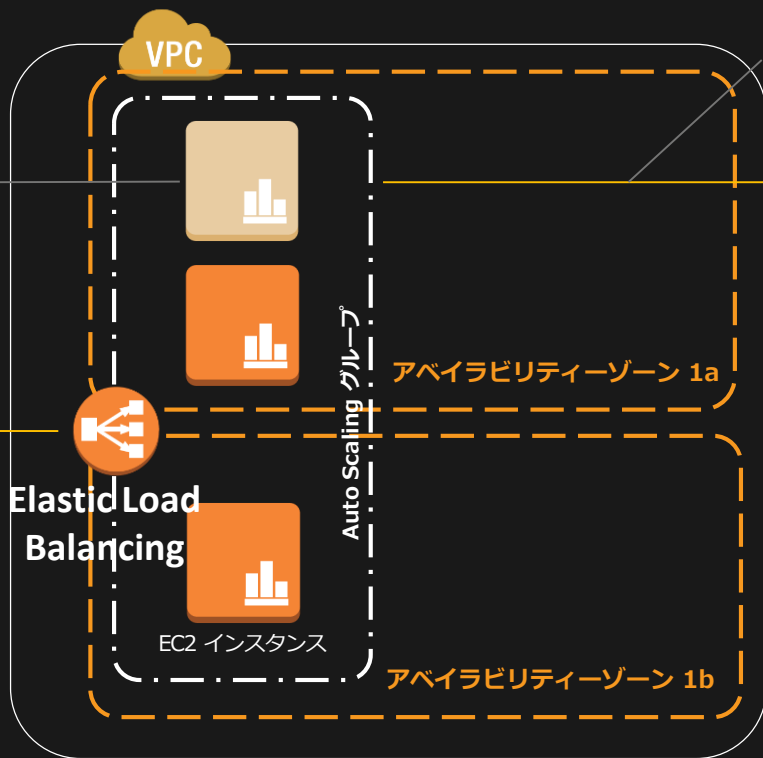 VPC
Auto Scaling グループ
アベイラビリティーゾーン 1a
Elastic Load
Balancing
EC2 インスタンス
アベイラビリティーゾーン 1b